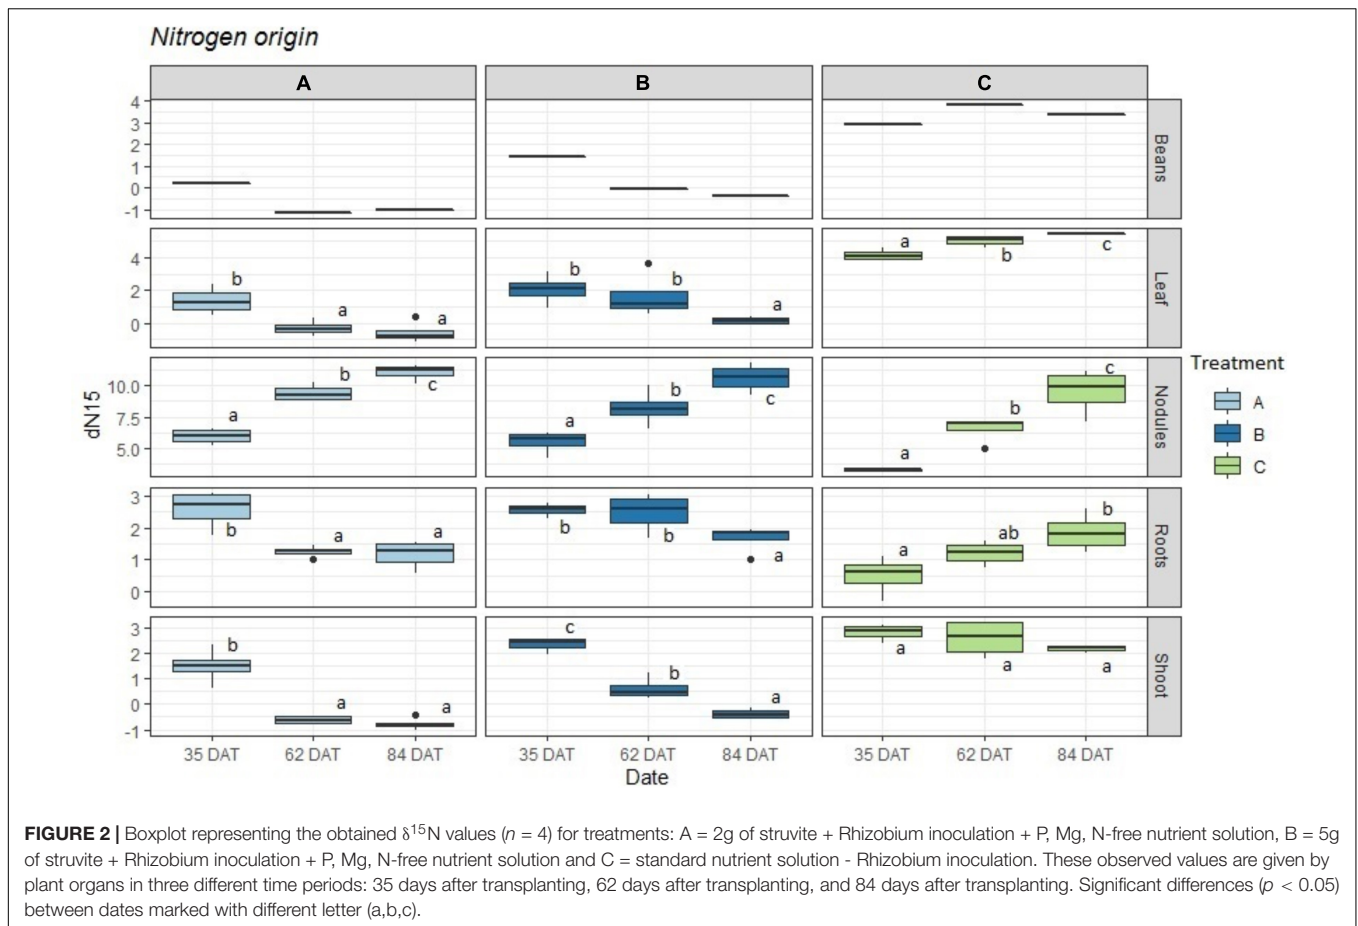 Nitrogen origin
A B C
4
3
2
1
0
-1
Beans
4
2
0
b a a
b b a
a b c
Leaf
10.0
7.5
5.0
a b c
a b c
a b c
Nodules
3
2
1
0
b a a
b b a
a ab b
Roots
3
2
1
0
-1
b a a
c b a
a a a
Shoot
dN15
35 DAT 62 DAT 84 DAT 35 DAT 62 DAT 84 DAT 35 DAT 62 DAT 84 DAT
Date
Treatment
A
B
C
FIGURE 2 | Boxplot representing the obtained δ15N values (n = 4) for treatments: A = 2g of struvite + Rhizobium inoculation + P, Mg, N-free nutrient solution, B = 5g
of struvite + Rhizobium inoculation + P, Mg, N-free nutrient solution and C = standard nutrient solution - Rhizobium inoculation. These observed values are given by
plant organs in three different time periods: 35 days after transplanting, 62 days after transplanting, and 84 days after transplanting. Significant differences (p < 0.05)
between dates marked with different letter (a,b,c).